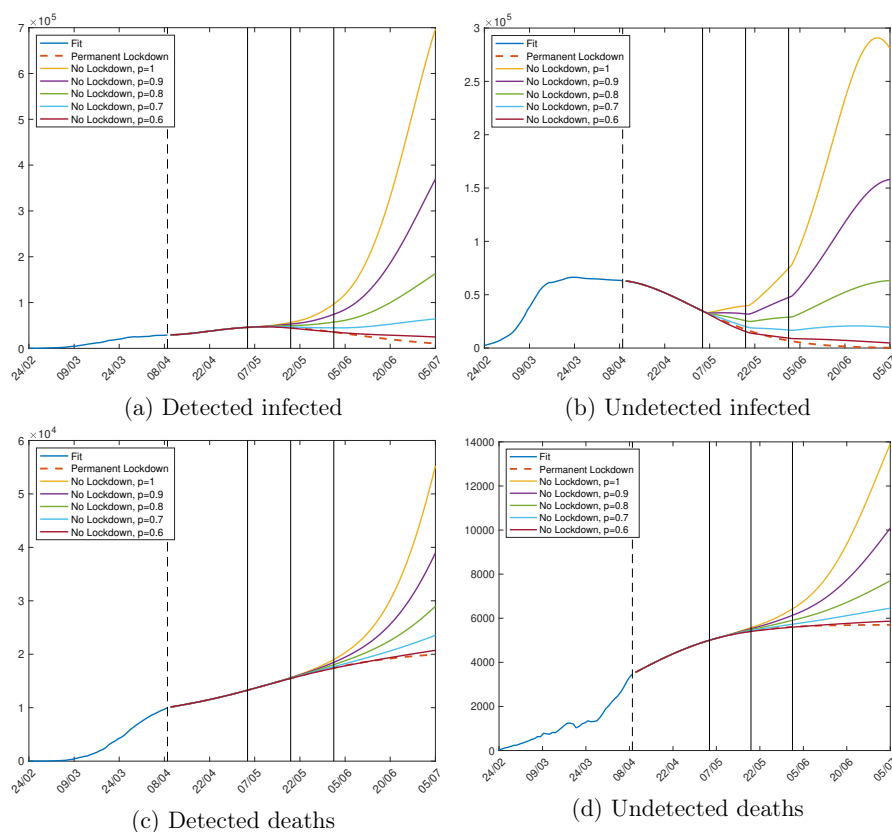 ×10⁵
7
6
5
4
3
2
1
0
Fit
Permanent Lockdown
No Lockdown, p=1
No Lockdown, p=0.9
No Lockdown, p=0.8
No Lockdown, p=0.7
No Lockdown, p=0.6
24/02 09/03 24/03 08/04 22/04 07/05 22/05 05/06 20/06 05/07
(a) Detected infected
×10⁵
3
2.5
2
1.5
1
0.5
0
Fit
Permanent Lockdown
No Lockdown, p=1
No Lockdown, p=0.9
No Lockdown, p=0.8
No Lockdown, p=0.7
No Lockdown, p=0.6
24/02 09/03 24/03 08/04 22/04 07/05 22/05 05/06 20/06 05/07
(b) Undetected infected
×10⁴
6
5
4
3
2
1
0
Fit
Permanent Lockdown
No Lockdown, p=1
No Lockdown, p=0.9
No Lockdown, p=0.8
No Lockdown, p=0.7
No Lockdown, p=0.6
24/02 09/03 24/03 08/04 22/04 07/05 22/05 05/06 20/06 05/07
(c) Detected deaths
14000
12000
10000
8000
6000
4000
2000
0
Fit
Permanent Lockdown
No Lockdown, p=1
No Lockdown, p=0.9
No Lockdown, p=0.8
No Lockdown, p=0.7
No Lockdown, p=0.6
24/02 09/03 24/03 08/04 22/04 07/05 22/05 05/06 20/06 05/07
(d) Undetected deaths